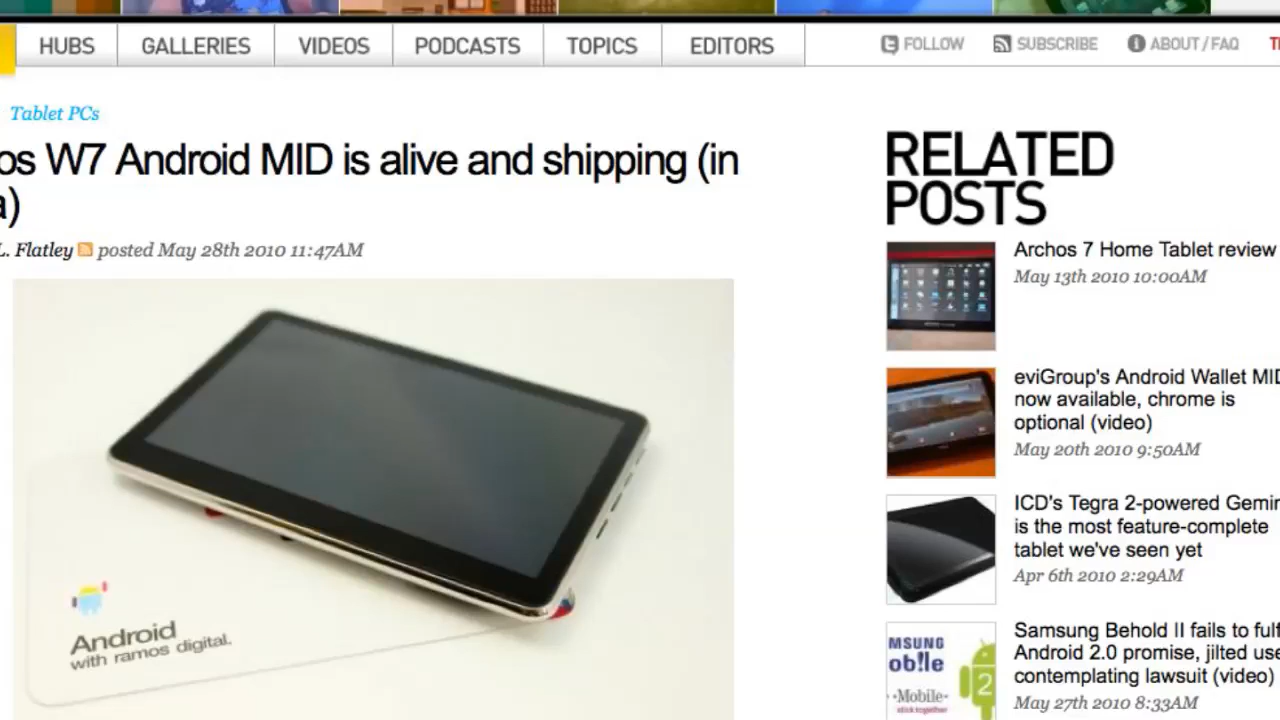 HUBS GALLERIES VIDEOS PODCASTS TOPICS EDITORS FOLLOW SUBSCRIBE ABOUT / FAQ
Tablet PCs
os W7 Android MID is alive and shipping (in
a)
L. Flatley posted May 28th 2010 11:47AM
Android
with ramos digital.
RELATED
POSTS
Archos 7 Home Tablet review
May 13th 2010 10:00AM
eviGroup's Android Wallet MID
now available, chrome is
optional (video)
May 20th 2010 9:50AM
ICD's Tegra 2-powered Gemin
is the most feature-complete
tablet we've seen yet
Apr 6th 2010 2:29AM
MSUNG
ob!le
2
·Mobile·
stick together
Samsung Behold II fails to fulf
Android 2.0 promise, jilted use
contemplating lawsuit (video)
May 27th 2010 8:33AM